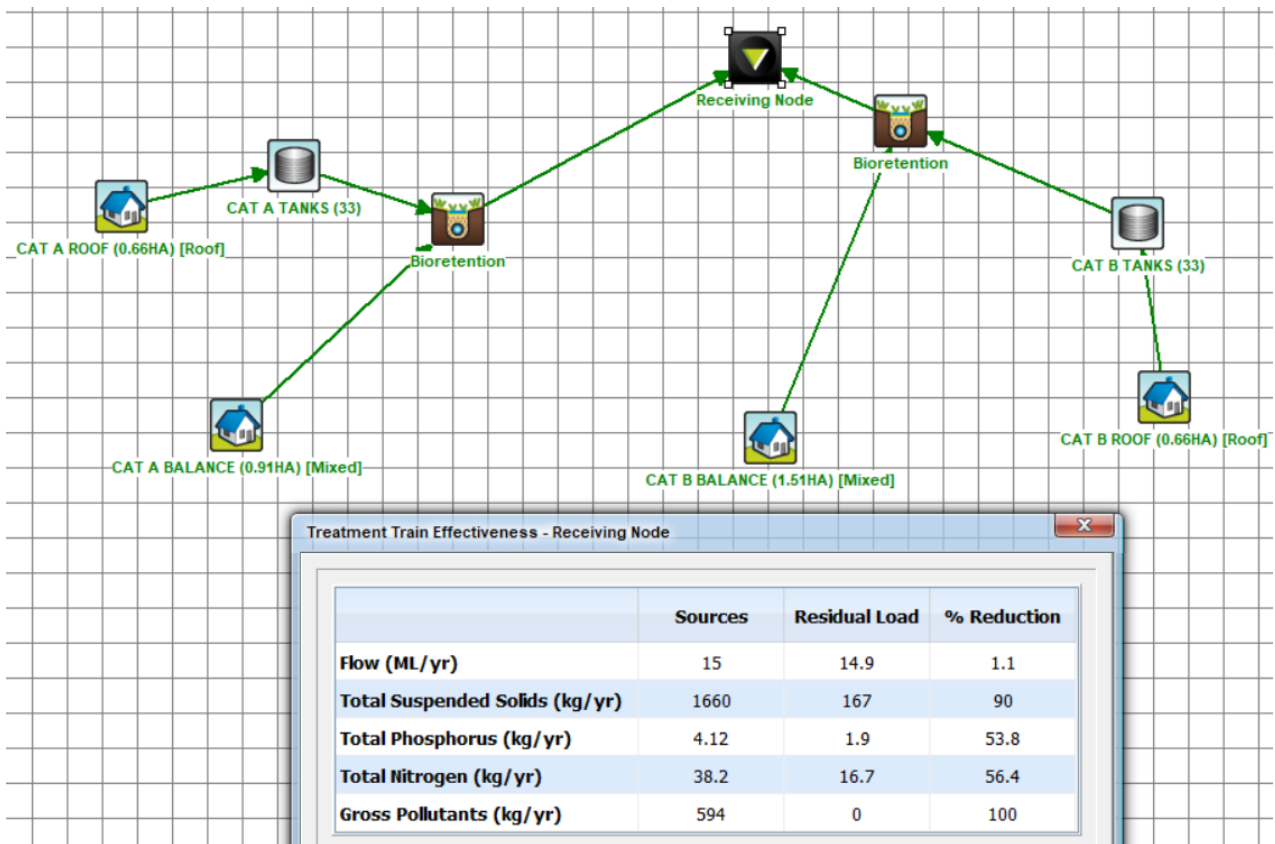 Receiving Node
Bioretention
CAT A TANKS (33)
CAT A ROOF (0.66HA) [Roof]
Bioretention
CAT B TANKS (33)
CAT B ROOF (0.66HA) [Roof]
CAT A BALANCE (0.91HA) [Mixed]
CAT B BALANCE (1.51HA) [Mixed]
Treatment Train Effectiveness - Receiving Node
Sources Residual Load % Reduction
Flow (ML/yr) 15 14.9 1.1
Total Suspended Solids (kg/yr) 1660 167 90
Total Phosphorus (kg/yr) 4.12 1.9 53.8
Total Nitrogen (kg/yr) 38.2 16.7 56.4
Gross Pollutants (kg/yr) 594 0 100